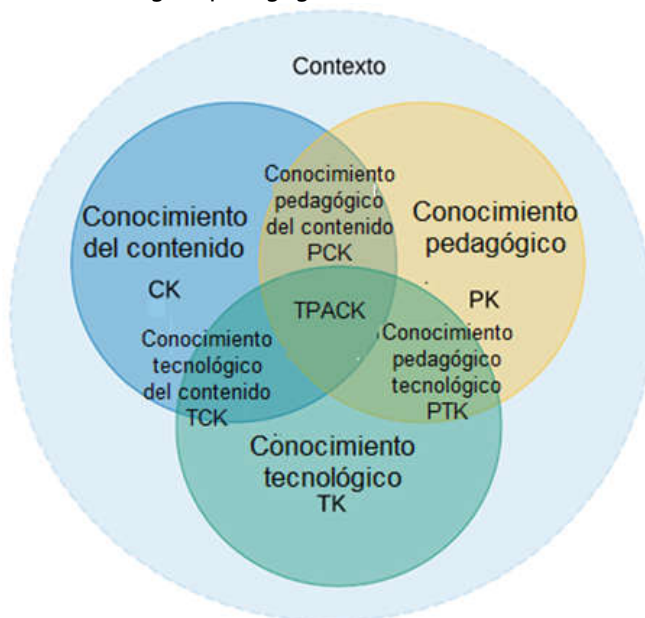 Contexto
Conocimiento
pedagógico
del contenido
PCK
Conocimiento
del contenido
CK
Conocimiento
pedagógico
PK
TPACK
Conocimiento
tecnológico
del contenido
TCK
Conocimiento
pedagógico
tecnológico
PTK
Conocimiento
tecnológico
TK